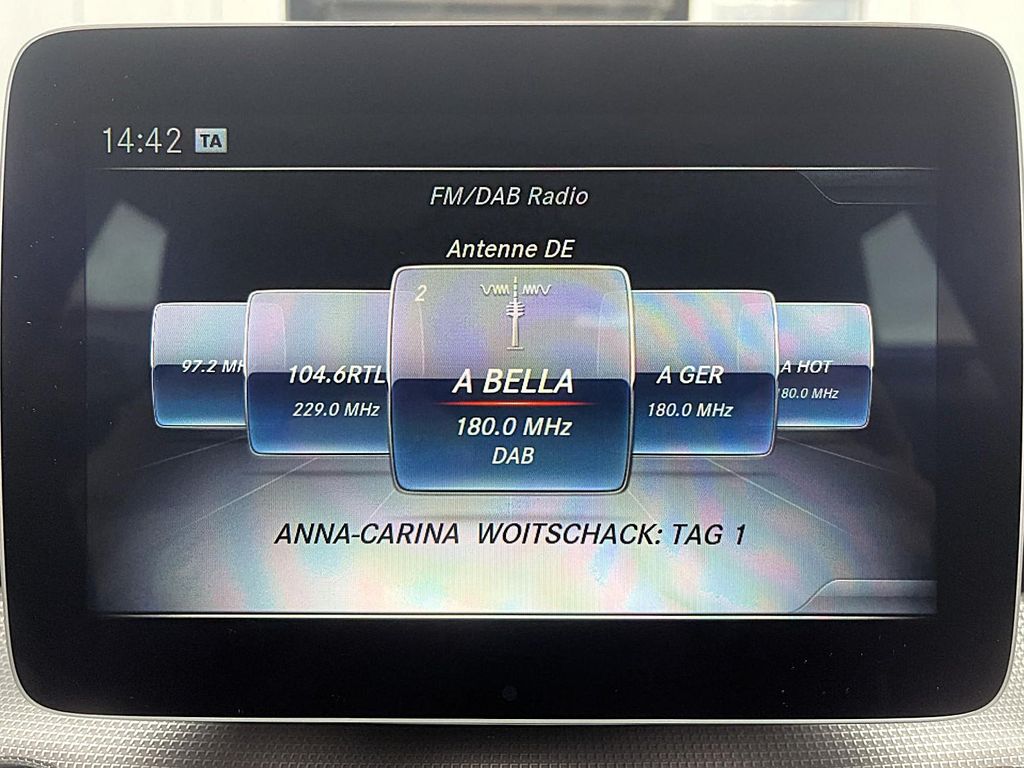 14:42 TA
FM/DAB Radio
Antenne DE
2
97.2 MH
104.6RTL
229.0 MHz
A BELLA
180.0 MHz
DAB
A GER
180.0 MHz
A HOT
180.0 MHz
ANNA-CARINA WOITSCHACK: TAG 1